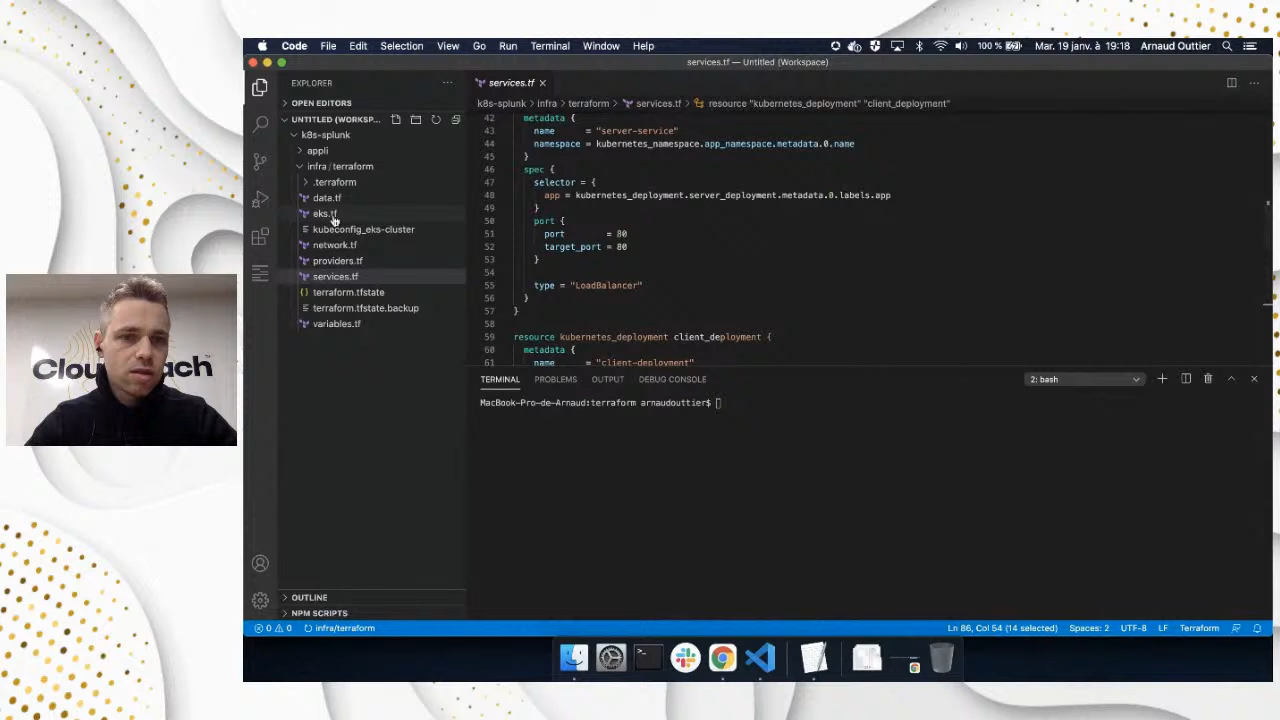 Code File Edit Selection View Go Run Terminal Window Help 100 % Mar. 19 janv. à 19:18 Arnaud Outtier
services.tf — Untitled (Workspace)
EXPLORER
OPEN EDITORS
UNTITLED (WORKSP...
k8s-splunk
appli
infra / terraform
.terraform
data.tf
eks.tf
kubeconfig_eks-cluster
network.tf
providers.tf
services.tf
terraform.tfstate
terraform.tfstate.backup
variables.tf
OUTLINE
NPM SCRIPTS
services.tf
k8s-splunk > infra > terraform > services.tf > resource "kubernetes_deployment" "client_deployment"
42 metadata {
43 name = "server-service"
44 namespace = kubernetes_namespace.app_namespace.metadata.0.name
45 }
46 spec {
47 selector = {
48 app = kubernetes_deployment.server_deployment.metadata.0.labels.app
49 }
50 port {
51 port = 80
52 target_port = 80
53 }
54
55 type = "LoadBalancer"
56 }
57 }
58
59 resource kubernetes_deployment client_deployment {
60 metadata {
61 name = "client-deployment"
TERMINAL PROBLEMS OUTPUT DEBUG CONSOLE 2: bash
MacBook-Pro-de-Arnaud:terraform arnaudouttier$
0 0 infra/terraform Ln 86, Col 54 (14 selected) Spaces: 2 UTF-8 LF Terraform